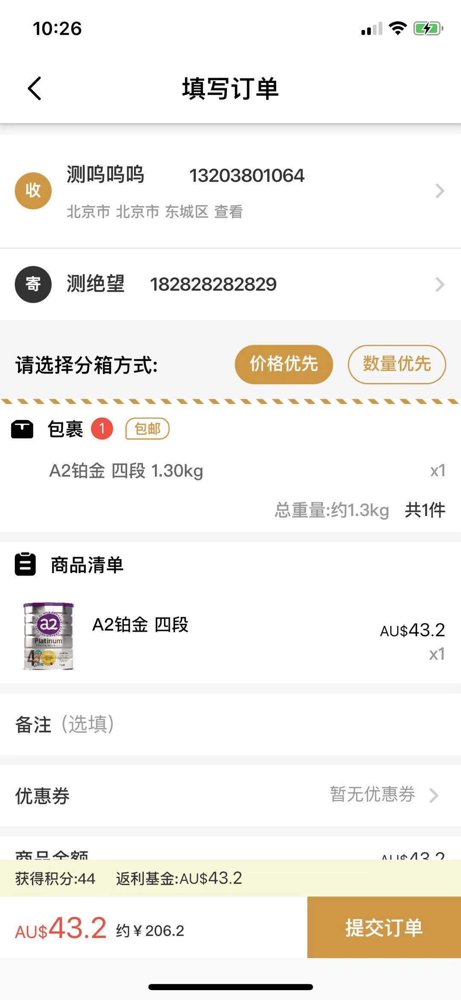 10:26
填写订单
收
测呜呜呜 13203801064
北京市 北京市 东城区 查看
寄
测绝望 182828282829
请选择分箱方式: 价格优先 数量优先
包裹 1 包邮
A2铂金 四段 1.30kg x1
总重量:约1.3kg 共1件
商品清单
a2
Platinum
4
A2铂金 四段
AU$43.2
x1
备注（选填）
优惠券 暂无优惠券
商品金额 AU$43.2
获得积分:44 返利基金:AU$43.2
AU$43.2 约￥206.2
提交订单